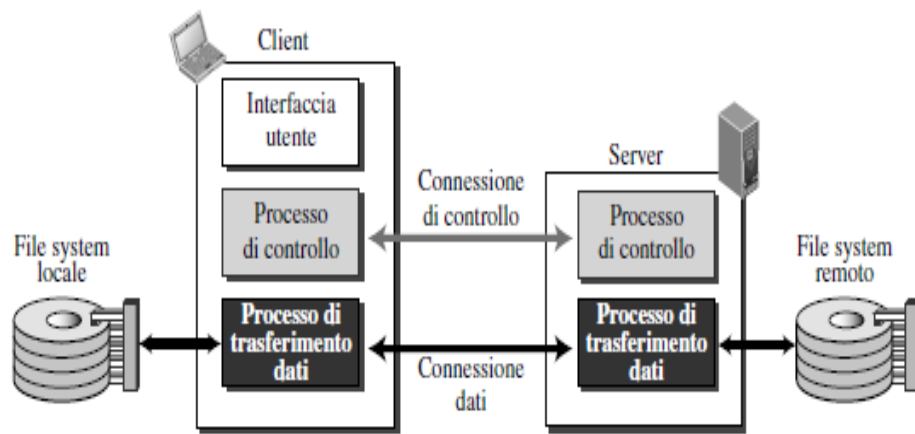 Client
Interfaccia
utente
Server
Connessione
di controllo
Processo
di controllo
Processo
di controllo
File system
locale
File system
remoto
Processo di
trasferimento
dati
Processo di
trasferimento
dati
Connessione
dati